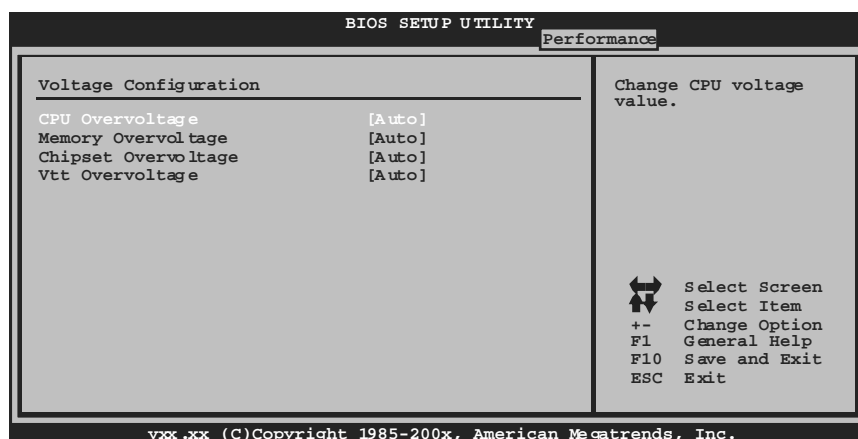 BIOS SETUP UTILITY
Performance
Voltage Configuration
CPU Overvoltage [Auto]
Memory Overvoltage [Auto]
Chipset Overvoltage [Auto]
Vtt Overvoltage [Auto]
Change CPU voltage
value.
Select Screen
Select Item
+- Change Option
F1 General Help
F10 Save and Exit
ESC Exit
vxx.xx (C)Copyright 1985-200x, American Megatrends, Inc.